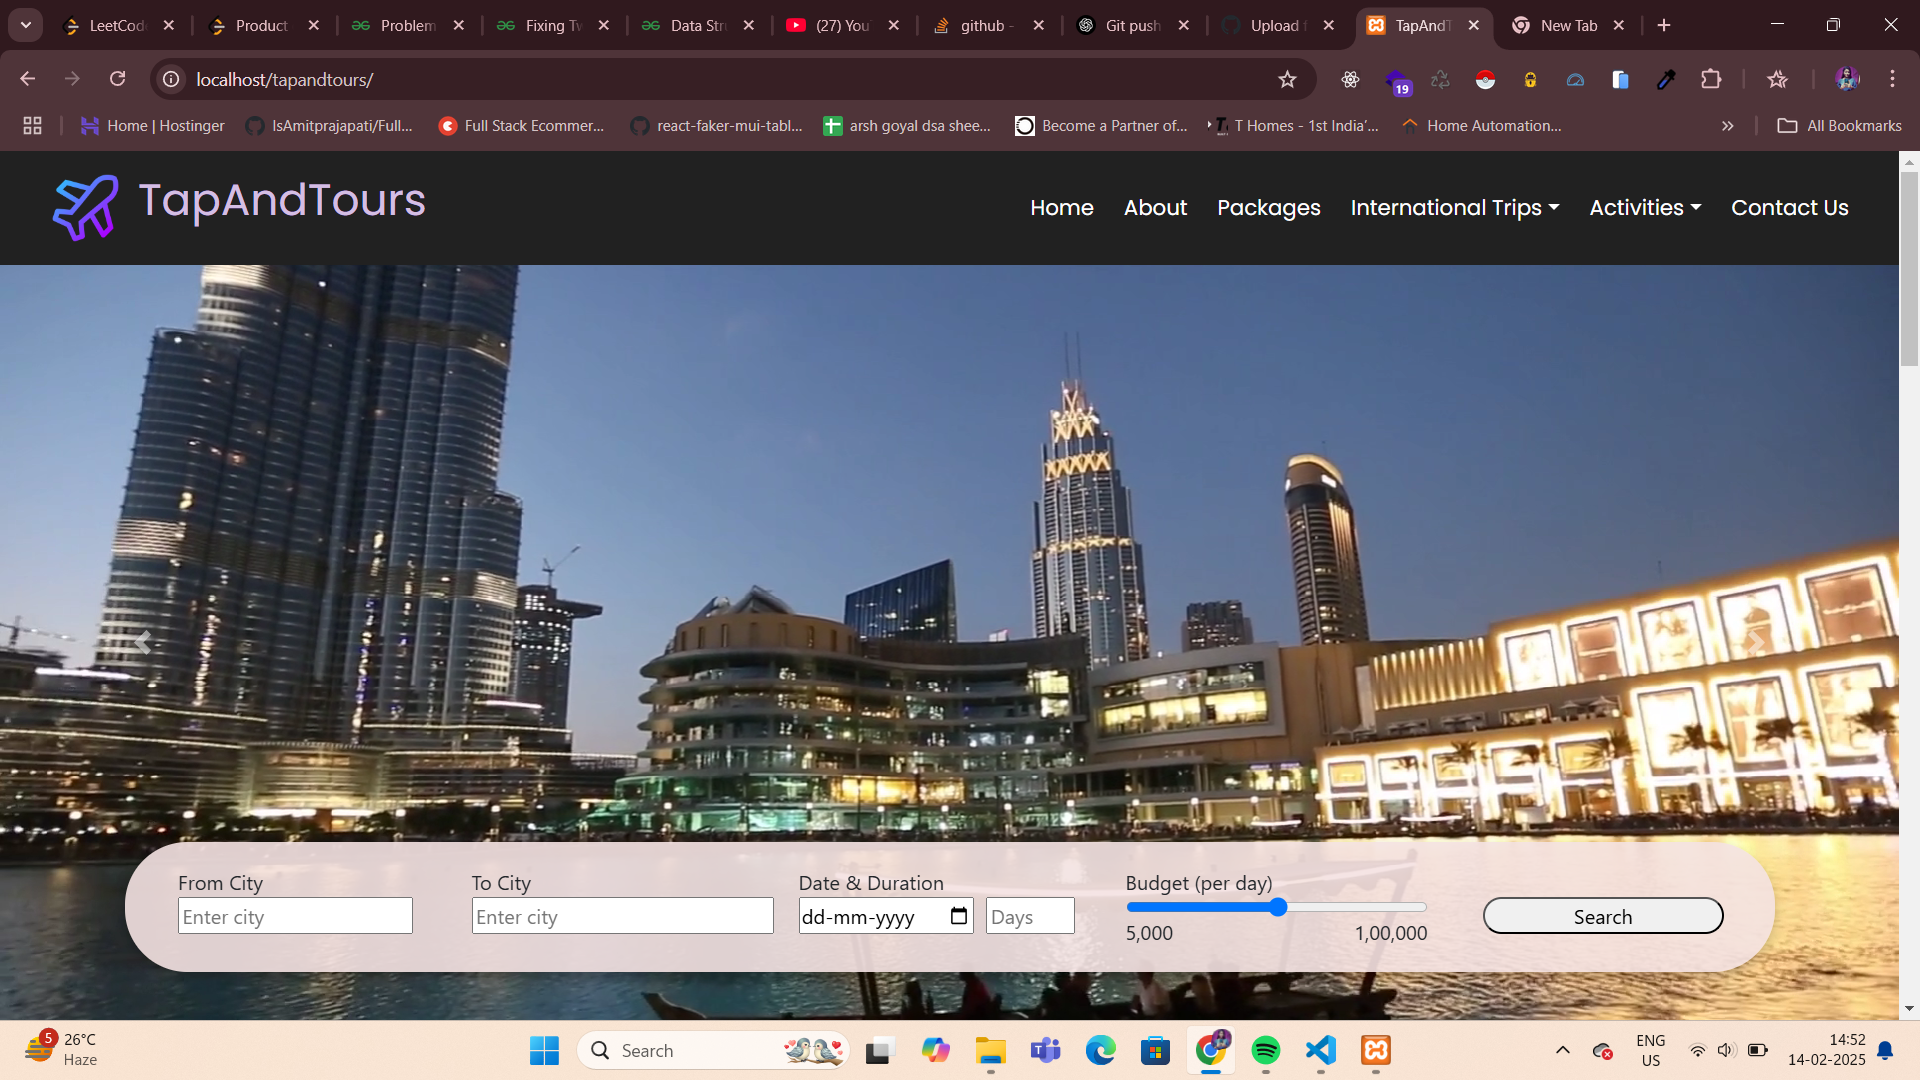 LeetCod
Product
Problem
Fixing Tw
Data Str
(27) You
github -
Git push
Upload f
TapAndT
New Tab
localhost/tapandtours/
19
Home | Hostinger
IsAmitprajapati/Full...
Full Stack Ecommer...
react-faker-mui-tabl...
arsh goyal dsa shee...
Become a Partner of...
T Homes - 1st India'...
Home Automation...
All Bookmarks
TapAndTours
Home
About
Packages
International Trips
Activities
Contact Us
From City
To City
Date & Duration
Budget (per day)
Enter city
Enter city
dd-mm-yyyy
Days
Search
5,000
1,00,000
5
26°C
Haze
Search
ENG
US
14:52
14-02-2025